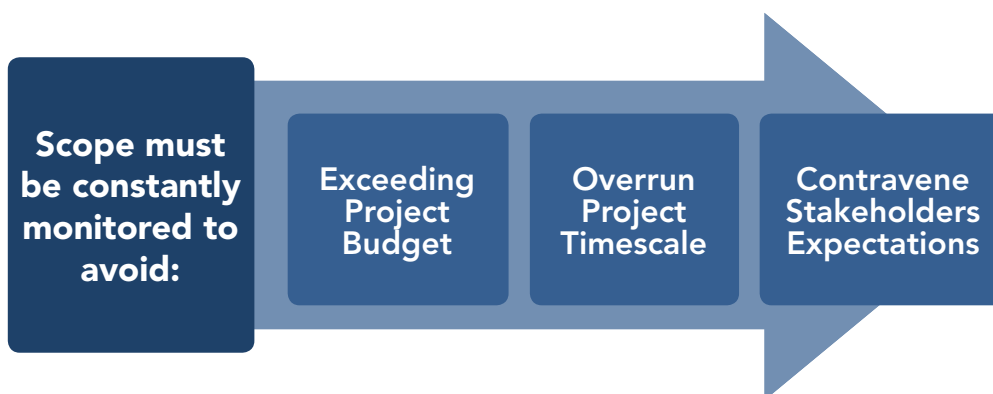 Scope must
be constantly
monitored to
avoid:
Exceeding
Project
Budget
Overrun
Project
Timescale
Contravene
Stakeholders
Expectations